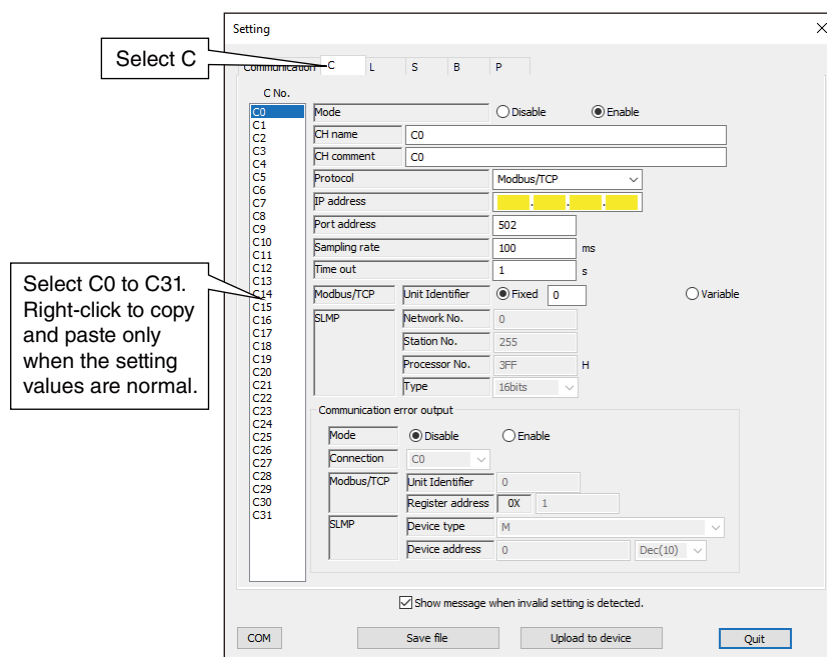 Setting
Select C
Communication C L S B P
C No.
C0
C1
C2
C3
C4
C5
C6
C7
C8
C9
C10
C11
C12
C13
C14
C15
C16
C17
C18
C19
C20
C21
C22
C23
C24
C25
C26
C27
C28
C29
C30
C31
Select C0 to C31.
Right-click to copy
and paste only
when the setting
values are normal.
Mode Disable Enable
CH name C0
CH comment C0
Protocol Modbus/TCP
IP address . . .
Port address 502
Sampling rate 100 ms
Time out 1 s
Modbus/TCP Unit Identifier Fixed 0 Variable
SLMP Network No. 0
Station No. 255
Processor No. 3FF H
Type 16bits
Communication error output
Mode Disable Enable
Connection C0
Modbus/TCP Unit Identifier 0
Register address 0X 1
SLMP Device type M
Device address 0 Dec(10)
Show message when invalid setting is detected.
COM Save file Upload to device Quit